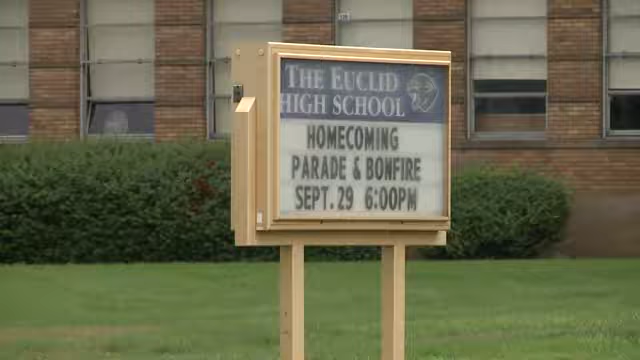 THE EUCLID
HIGH SCHOOL
HOMECOMING
PARADE & BONFIRE
SEPT. 29 6:00PM